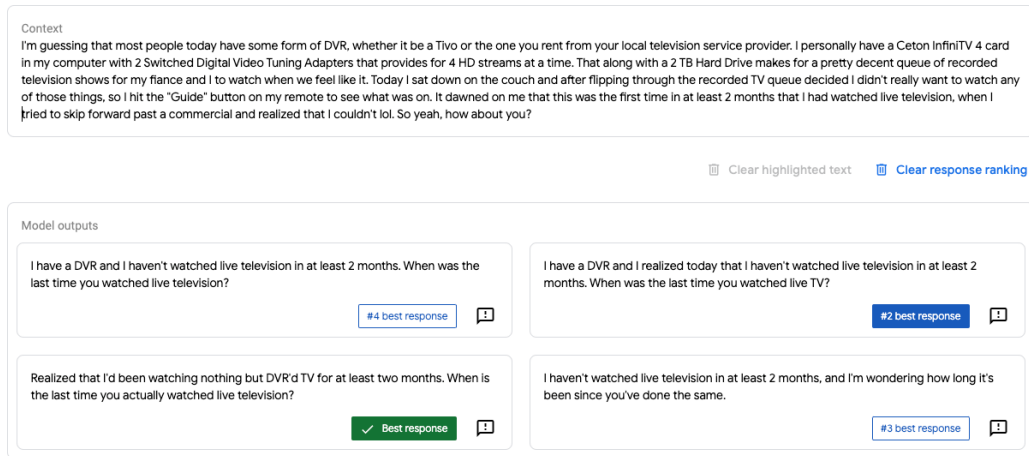 Context
I'm guessing that most people today have some form of DVR, whether it be a Tivo or the one you rent from your local television service provider. I personally have a Ceton InfiniTV 4 card
in my computer with 2 Switched Digital Video Tuning Adapters that provides for 4 HD streams at a time. That along with a 2 TB Hard Drive makes for a pretty decent queue of recorded
television shows for my fiance and I to watch when we feel like it. Today I sat down on the couch and after flipping through the recorded TV queue decided I didn't really want to watch any
of those things, so I hit the "Guide" button on my remote to see what was on. It dawned on me that this was the first time in at least 2 months that I had watched live television, when I
tried to skip forward past a commercial and realized that I couldn't lol. So yeah, how about you?
Clear highlighted text
Clear response ranking
Model outputs
I have a DVR and I haven't watched live television in at least 2 months. When was the
last time you watched live television?
#4 best response
I have a DVR and I realized today that I haven't watched live television in at least 2
months. When was the last time you watched live TV?
#2 best response
Realized that I'd been watching nothing but DVR'd TV for at least two months. When is
the last time you actually watched live television?
Best response
I haven't watched live television in at least 2 months, and I'm wondering how long it's
been since you've done the same.
#3 best response